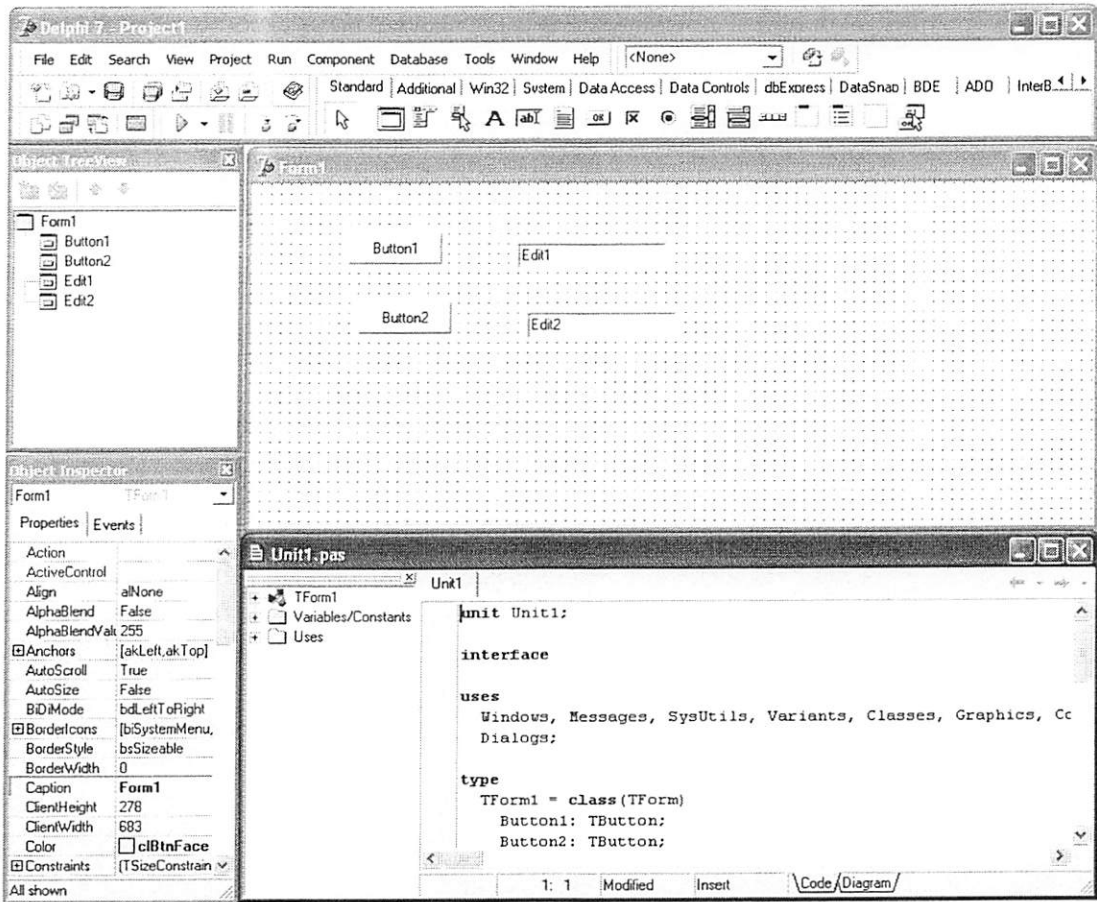 Delphi 7 - Project1
File Edit Search View Project Run Component Database Tools Window Help <None>
Standard Additional Win32 System Data Access Data Controls dbExpress DataSnap BDE ADO InterB
A ab OK
Object TreeView
Form1
Button1
Button2
Edit1
Edit2
Form1
Button1 Edit1
Button2 Edit2
Object Inspector
Form1 TForm1
Properties Events
Action
ActiveControl
Align alNone
AlphaBlend False
AlphaBlendVal 255
Anchors [akLeft,akTop]
AutoScroll True
AutoSize False
BiDiMode bdLeftToRight
BorderIcons [biSystemMenu,
BorderStyle bsSizeable
BorderWidth 0
Caption Form1
ClientHeight 278
ClientWidth 683
Color clBtnFace
Constraints (TSizeConstrain
All shown
Unit1.pas
TForm1
Variables/Constants
Uses
Unit1
unit Unit1;
interface
uses
Windows, Messages, SysUtils, Variants, Classes, Graphics, Co
Dialogs;
type
TForm1 = class(TForm)
Button1: TButton;
Button2: TButton;
1: 1 Modified Insert Code Diagram